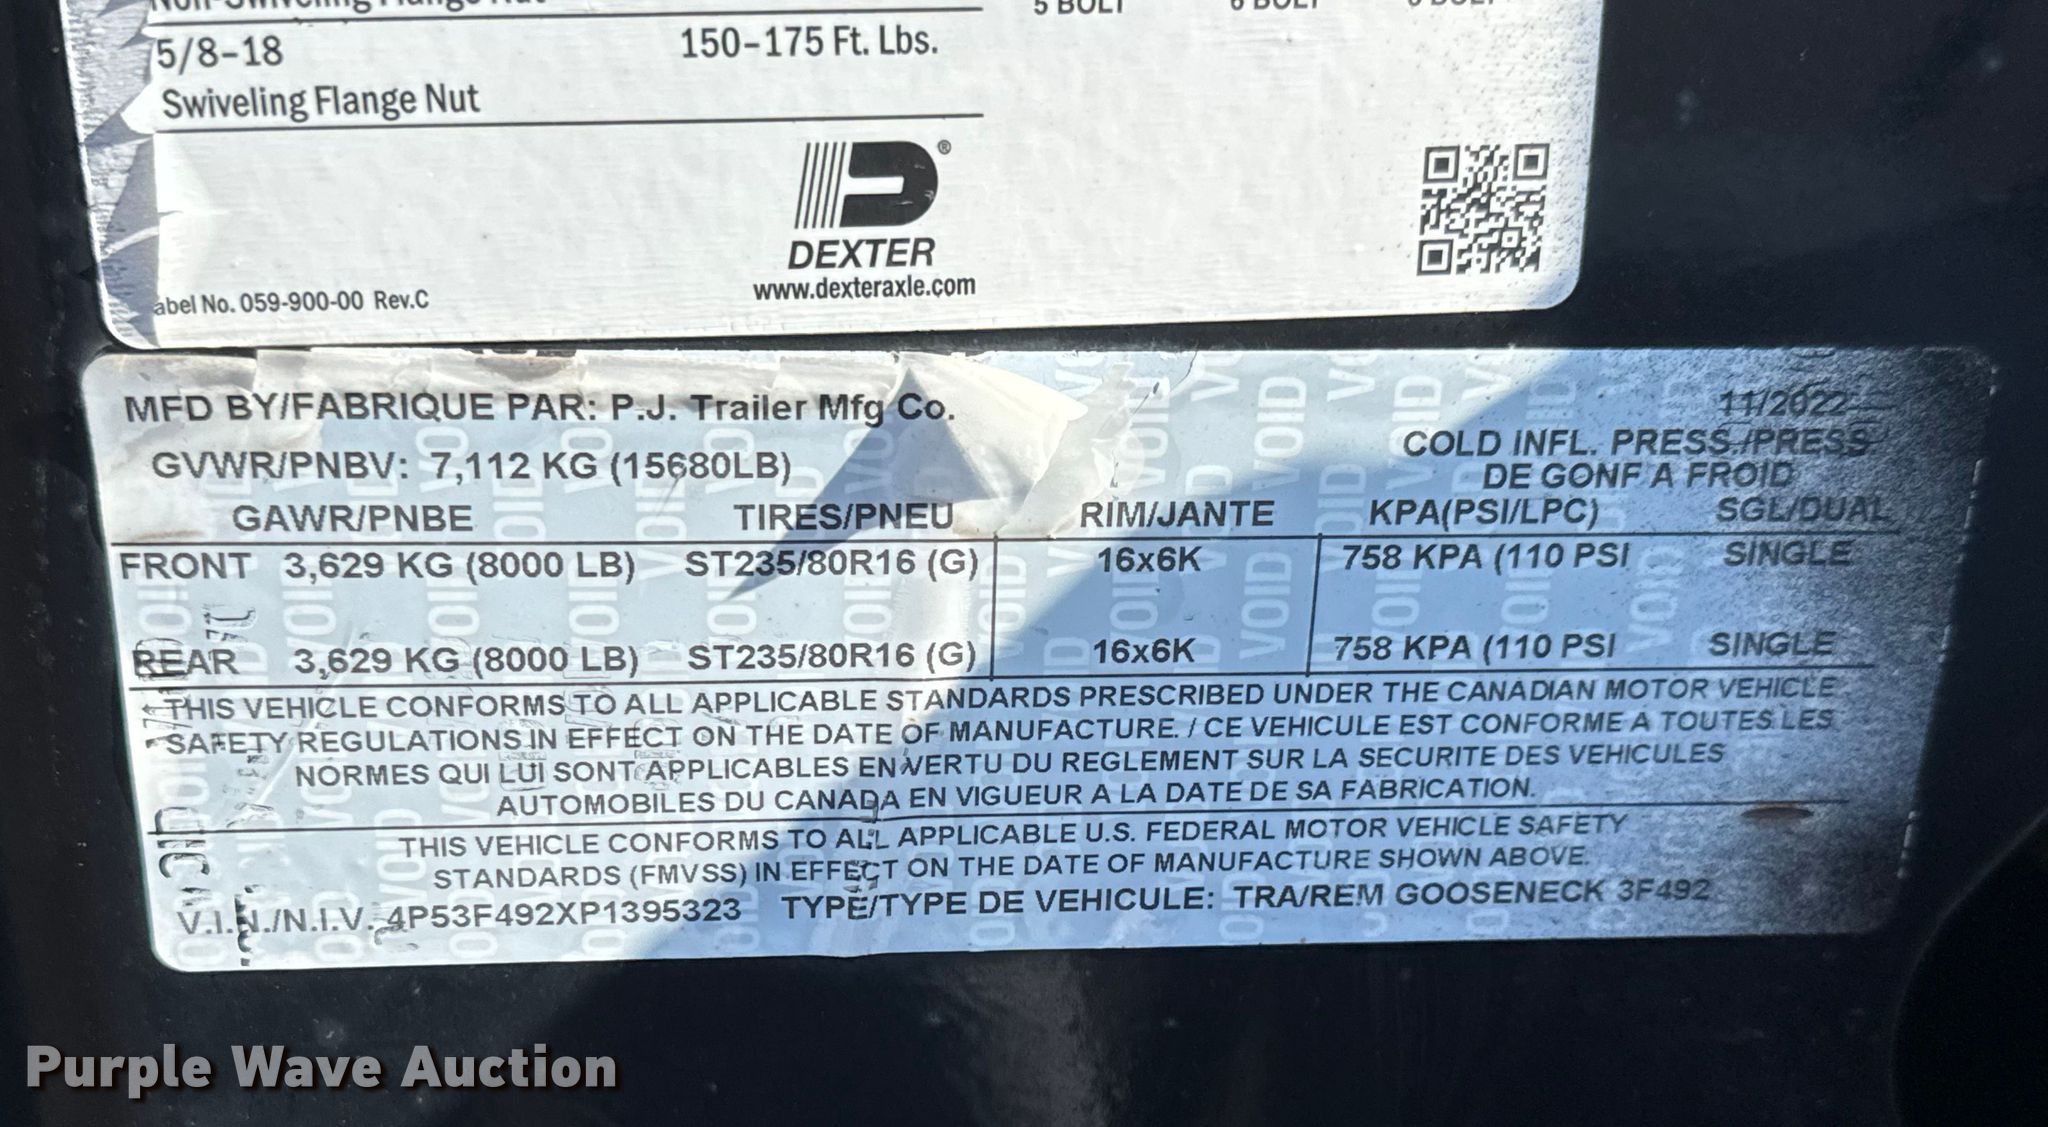 Non-Swiveling Flange Nut
5 BOLT 6 BOLT
5/8-18 150-175 Ft. Lbs.
Swiveling Flange Nut
DEXTER
www.dexteraxle.com
abel No. 059-900-00 Rev.C
MFD BY/FABRIQUE PAR: P.J. Trailer Mfg Co. 11/2022
GVWR/PNBV: 7,112 KG (15680LB) COLD INFL. PRESS./PRESS
DE GONF A FROID
GAWR/PNBE TIRES/PNEU RIM/JANTE KPA(PSI/LPC) SGL/DUAL
FRONT 3,629 KG (8000 LB) ST235/80R16 (G) 16x6K 758 KPA (110 PSI SINGLE
REAR 3,629 KG (8000 LB) ST235/80R16 (G) 16x6K 758 KPA (110 PSI SINGLE
THIS VEHICLE CONFORMS TO ALL APPLICABLE STANDARDS PRESCRIBED UNDER THE CANADIAN MOTOR VEHICLE
SAFETY REGULATIONS IN EFFECT ON THE DATE OF MANUFACTURE. / CE VEHICULE EST CONFORME A TOUTES LES
NORMES QUI LUI SONT APPLICABLES EN VERTU DU REGLEMENT SUR LA SECURITE DES VEHICULES
AUTOMOBILES DU CANADA EN VIGUEUR A LA DATE DE SA FABRICATION.
THIS VEHICLE CONFORMS TO ALL APPLICABLE U.S. FEDERAL MOTOR VEHICLE SAFETY
STANDARDS (FMVSS) IN EFFECT ON THE DATE OF MANUFACTURE SHOWN ABOVE.
V.I.N./N.I.V. 4P53F492XP1395323 TYPE/TYPE DE VEHICULE: TRA/REM GOOSENECK 3F492
Purple Wave Auction